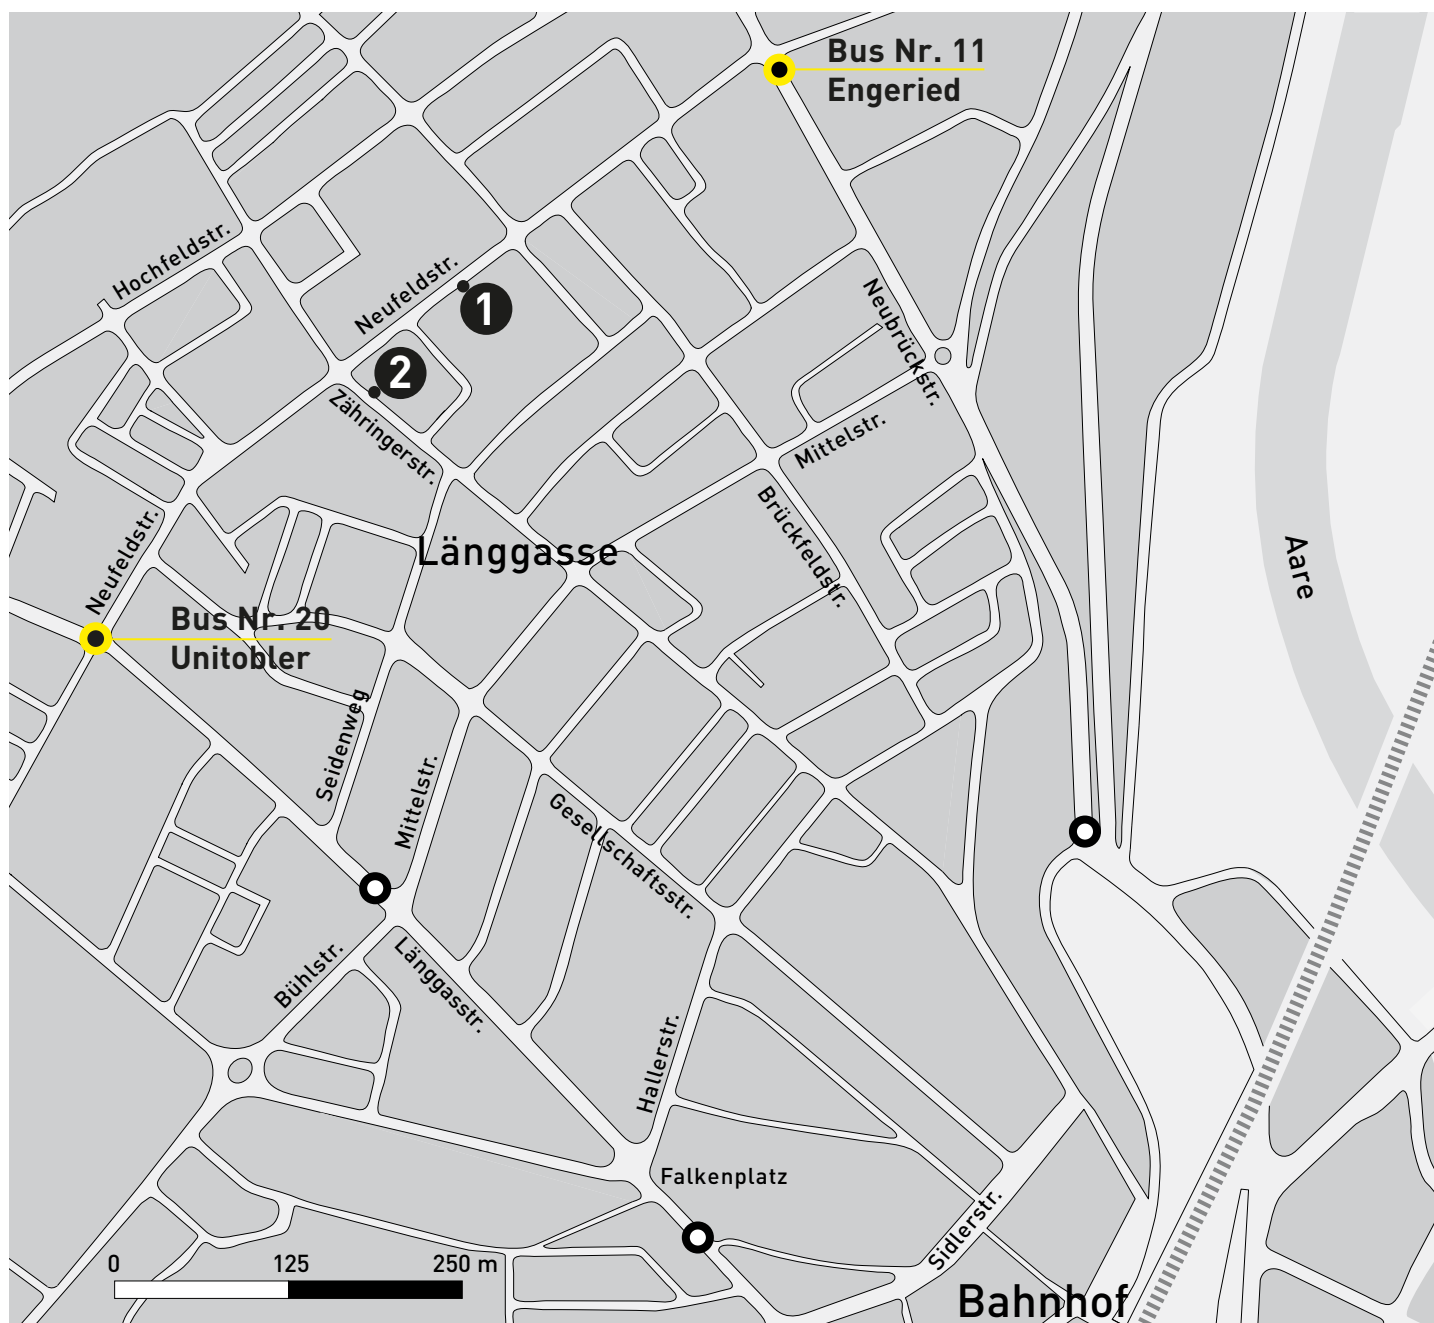 Bus Nr. 11
Engeried
Hochfeldstr.
Neufeldstr.
1
2
Neubrückstr.
Zähringerstr.
Mittelstr.
Brückfeldstr.
Neufeldstr.
Länggasse
Aare
Bus Nr. 20
Unitobler
Seidenweg
Mittelstr.
Gesellschaftsstr.
Bühlstr.
Länggasstr.
Hallerstr.
Falkenplatz
Sidlerstr.
0 125 250 m
Bahnhof